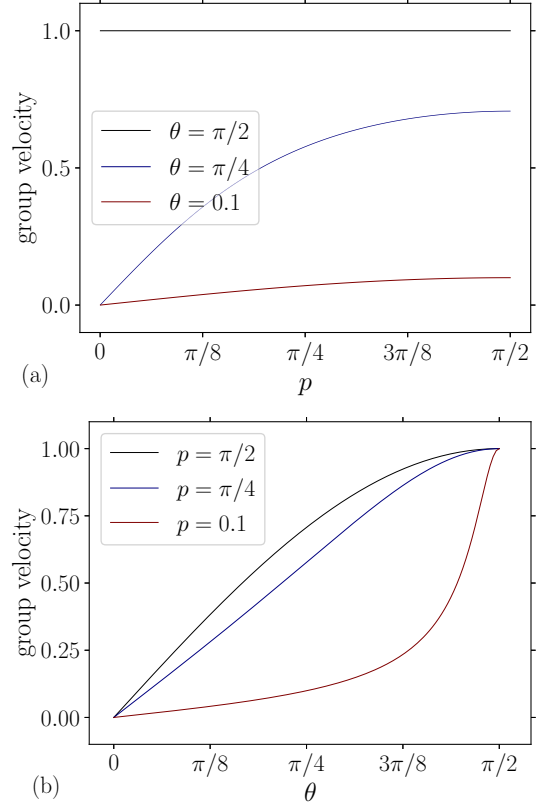 1.0
0.5
0.0
group velocity
θ = π/2
θ = π/4
θ = 0.1
0 π/8 π/4 3π/8 π/2
p
(a)
1.00
0.75
0.50
0.25
0.00
group velocity
p = π/2
p = π/4
p = 0.1
0 π/8 π/4 3π/8 π/2
θ
(b)